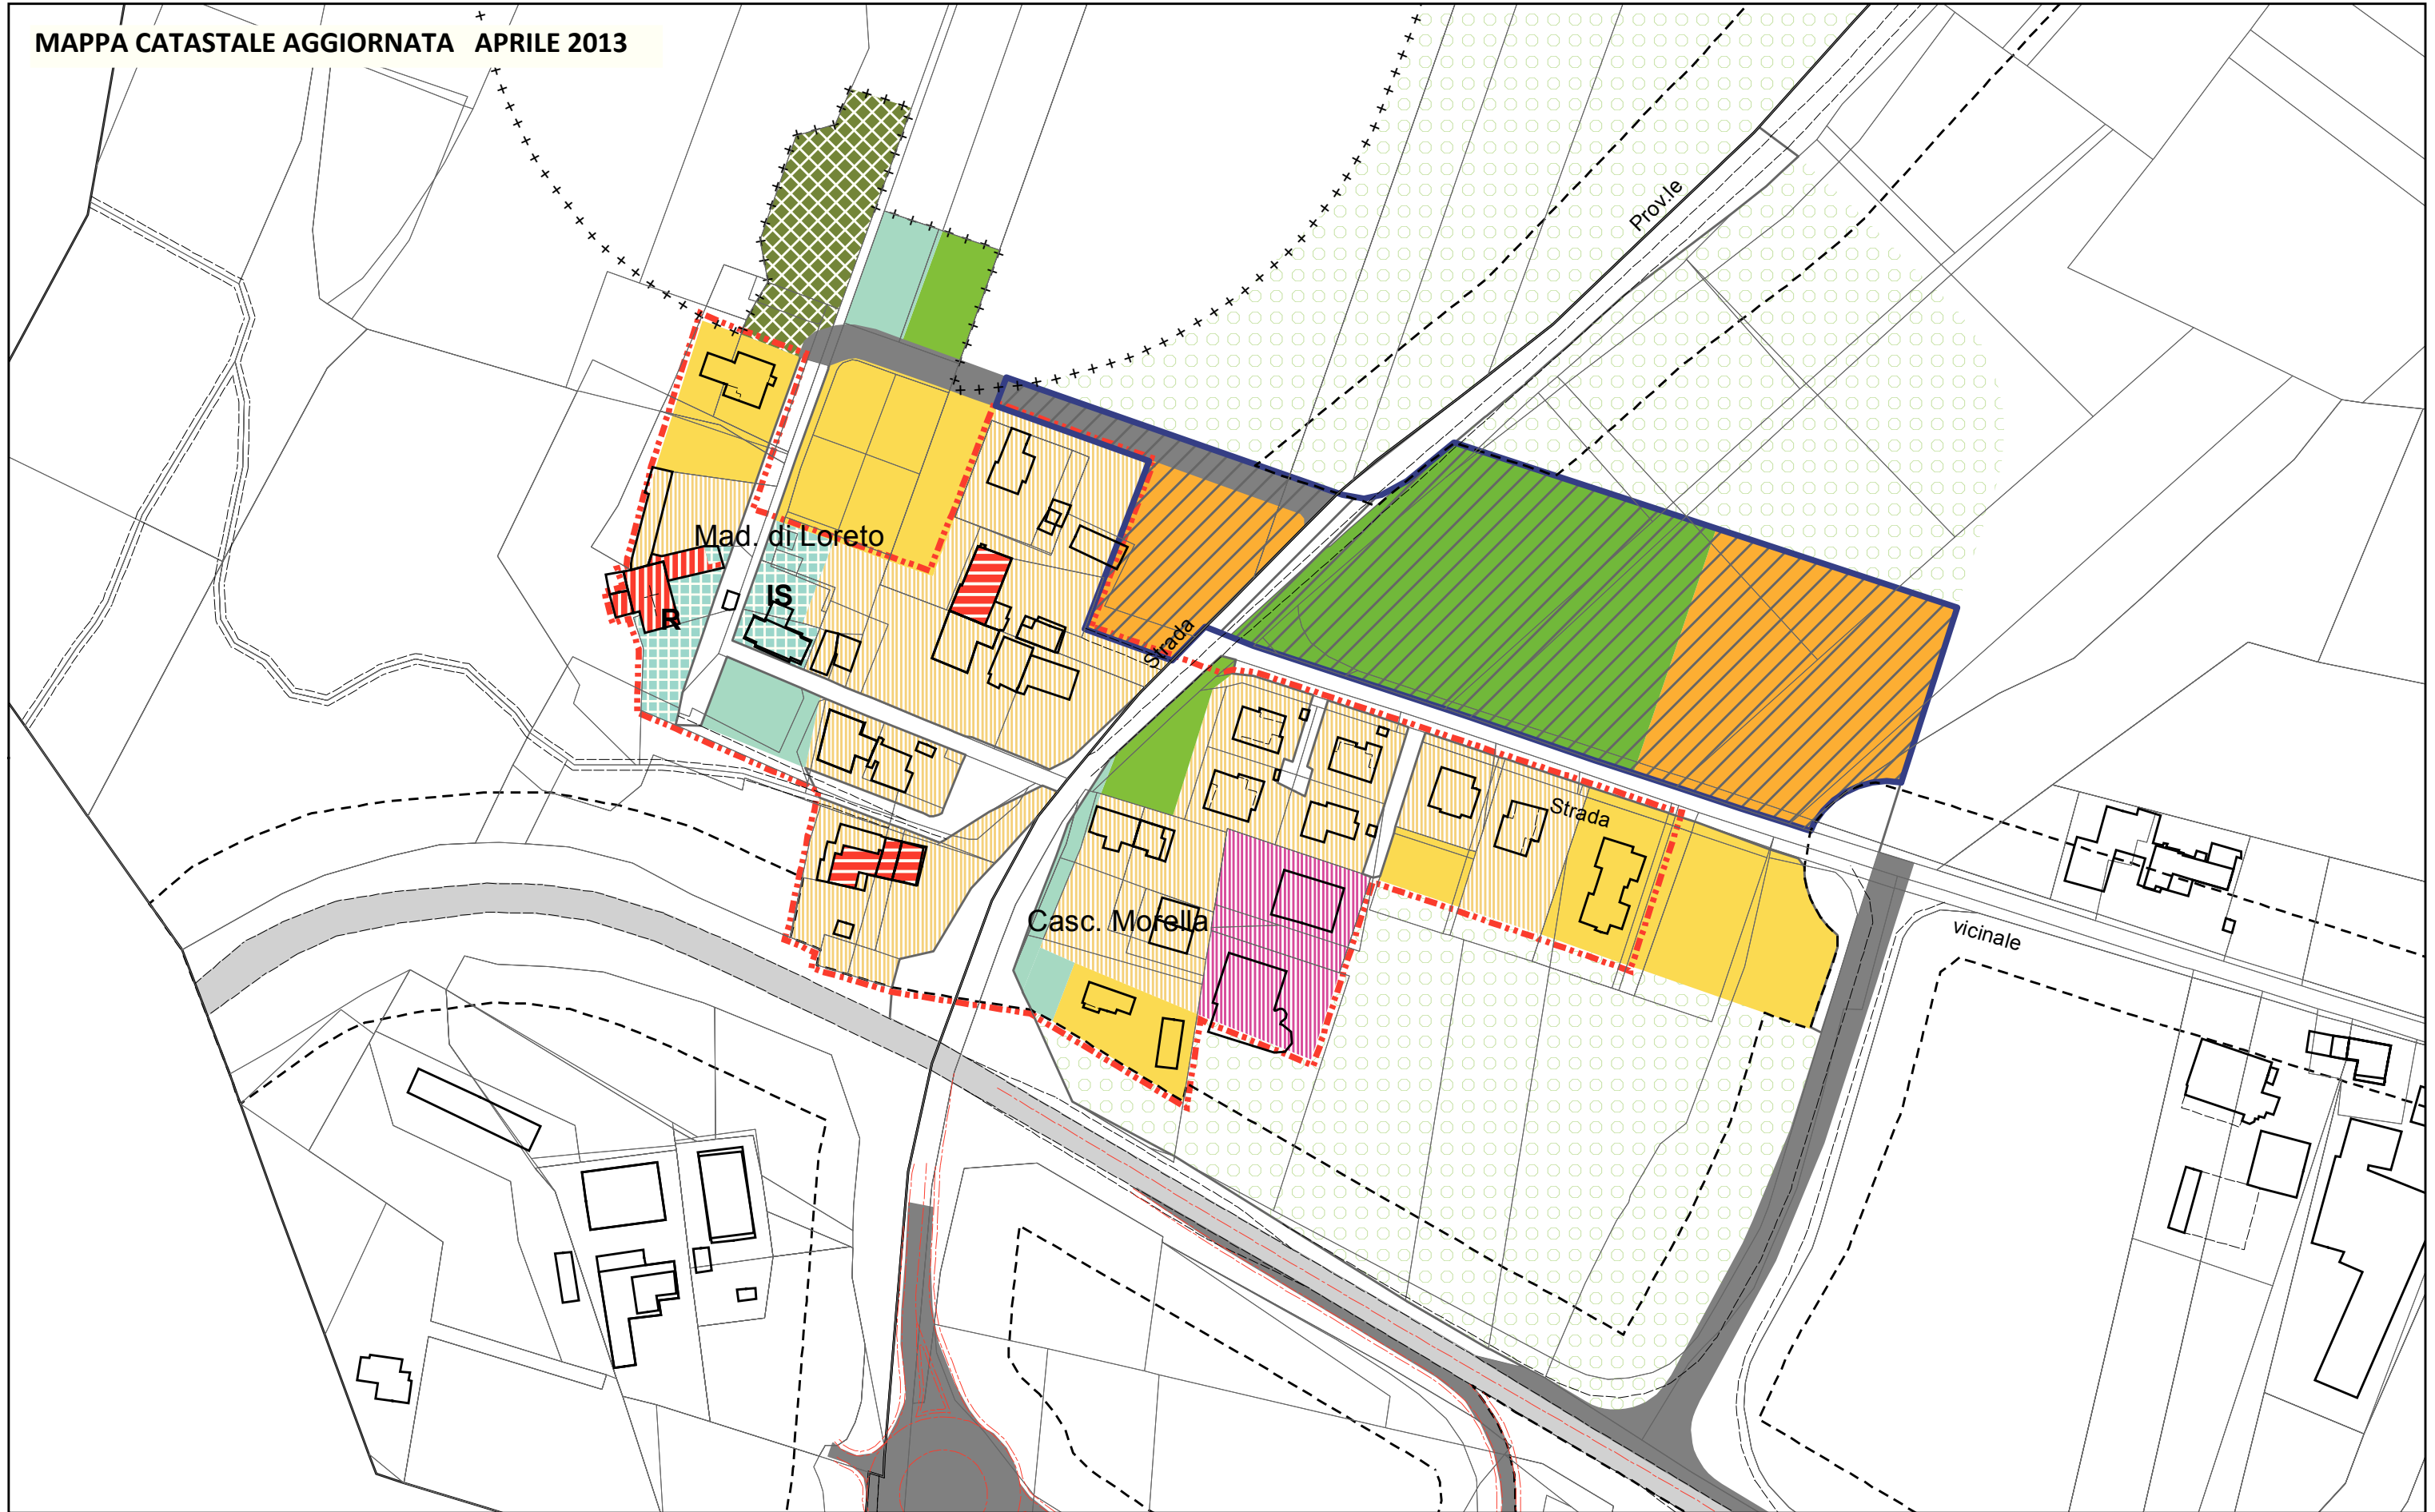 MAPPA CATASTALE AGGIORNATA APRILE 2013
Prov.le
Mad. di Loreto
IS
R
Strada
Strada
Casc. Morella
vicinale